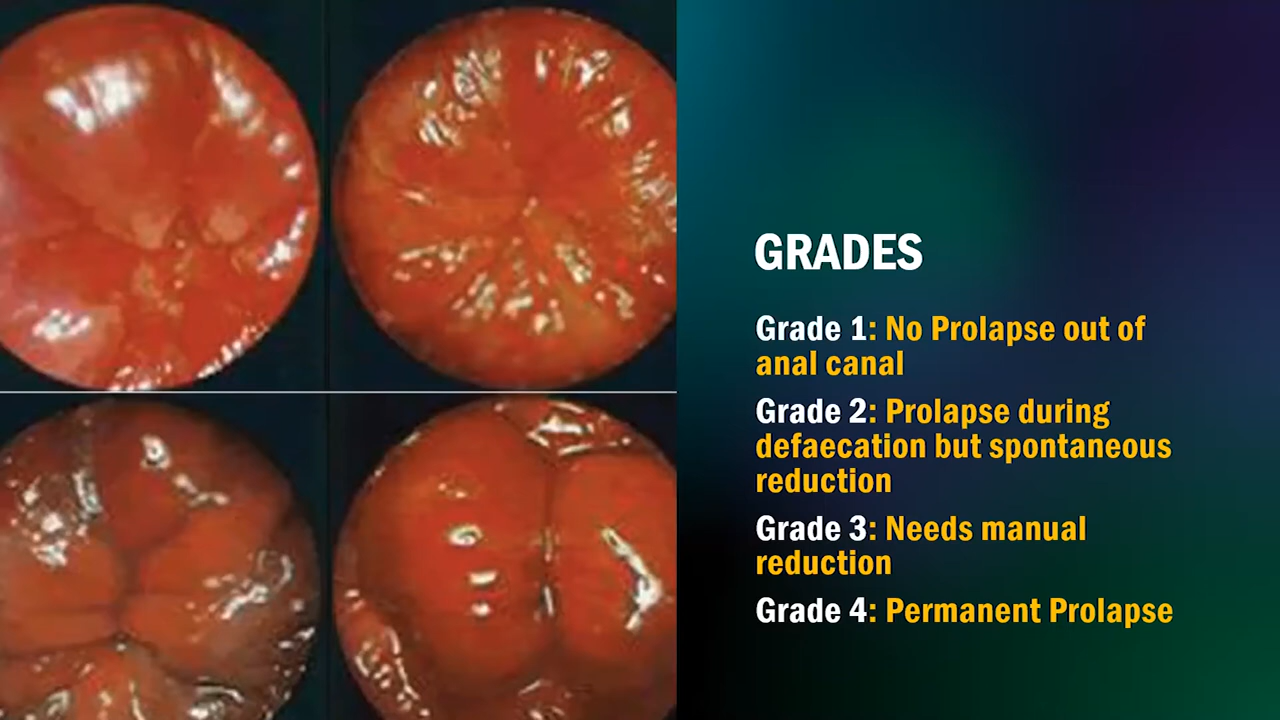 GRADES
Grade 1: No Prolapse out of
anal canal
Grade 2: Prolapse during
defaecation but spontaneous
reduction
Grade 3: Needs manual
reduction
Grade 4: Permanent Prolapse